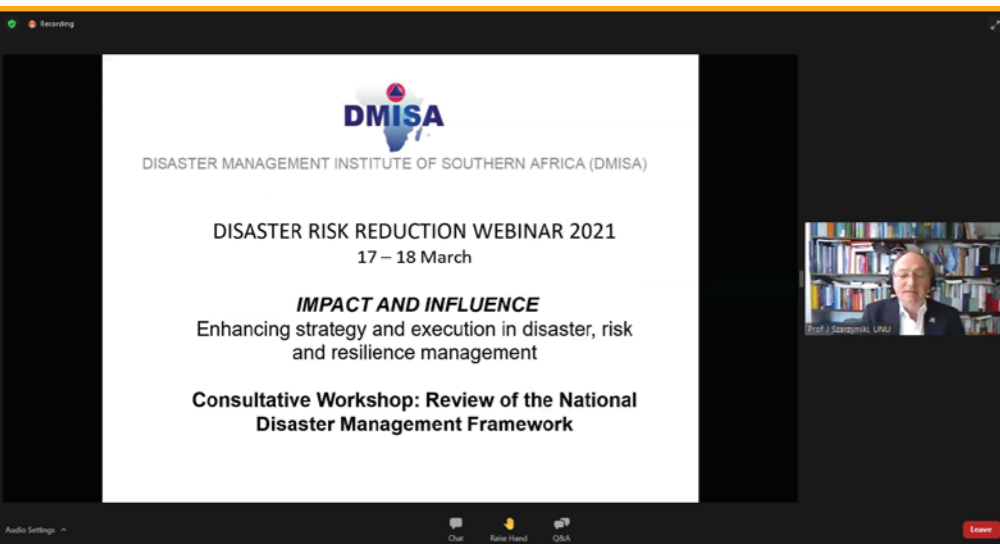 Recording
DMISA
DISASTER MANAGEMENT INSTITUTE OF SOUTHERN AFRICA (DMISA)
DISASTER RISK REDUCTION WEBINAR 2021
17 – 18 March
IMPACT AND INFLUENCE
Enhancing strategy and execution in disaster, risk
and resilience management
Consultative Workshop: Review of the National
Disaster Management Framework
Prof J Szarzynski, UNU
Audio Settings
Chat
Raise Hand
Q&A
Leave